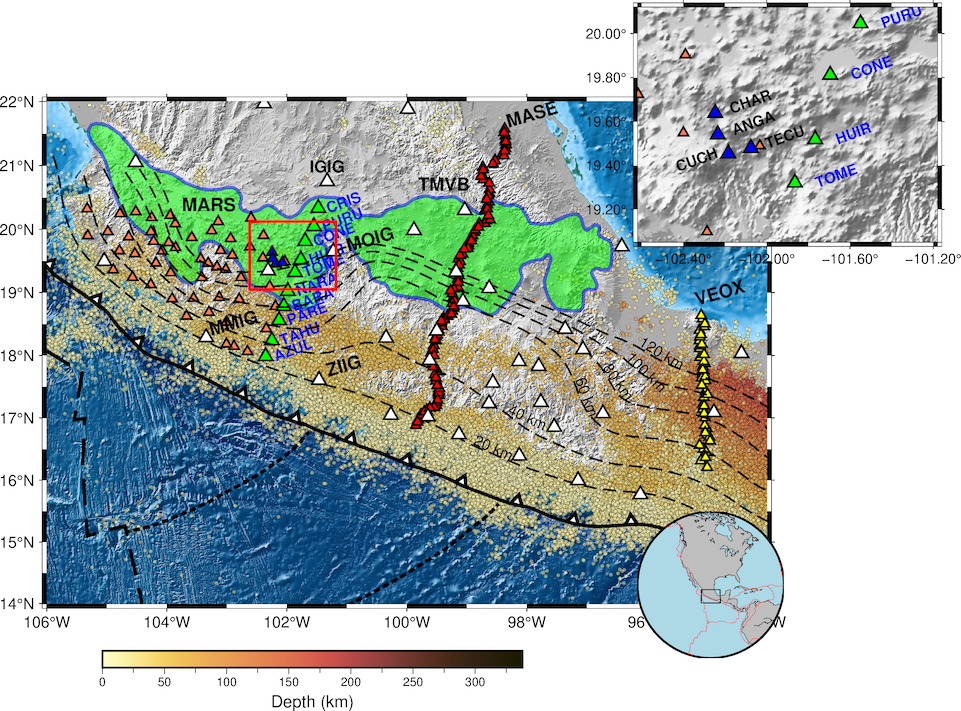 PURU
20.00°
CONE
19.80°
CHAR
19.60°
ANGA
TECU
HUIR
CUCH
19.40°
TOME
19.20°
−102.40°
−102.00°
−101.60°
−101.20°
22°N
21°N
20°N
19°N
18°N
17°N
16°N
15°N
14°N
MASE
IGIG
TMVB
CRIS
MARS
PURU
CONE
MOIG
TOME
PARE
MMIG
TAHU
AZUL
ZIIG
VEOX
120 km
100 km
80 km
60 km
40 km
20 km
106°W
104°W
102°W
100°W
98°W
96
W
0
50
100
150
200
250
300
Depth (km)